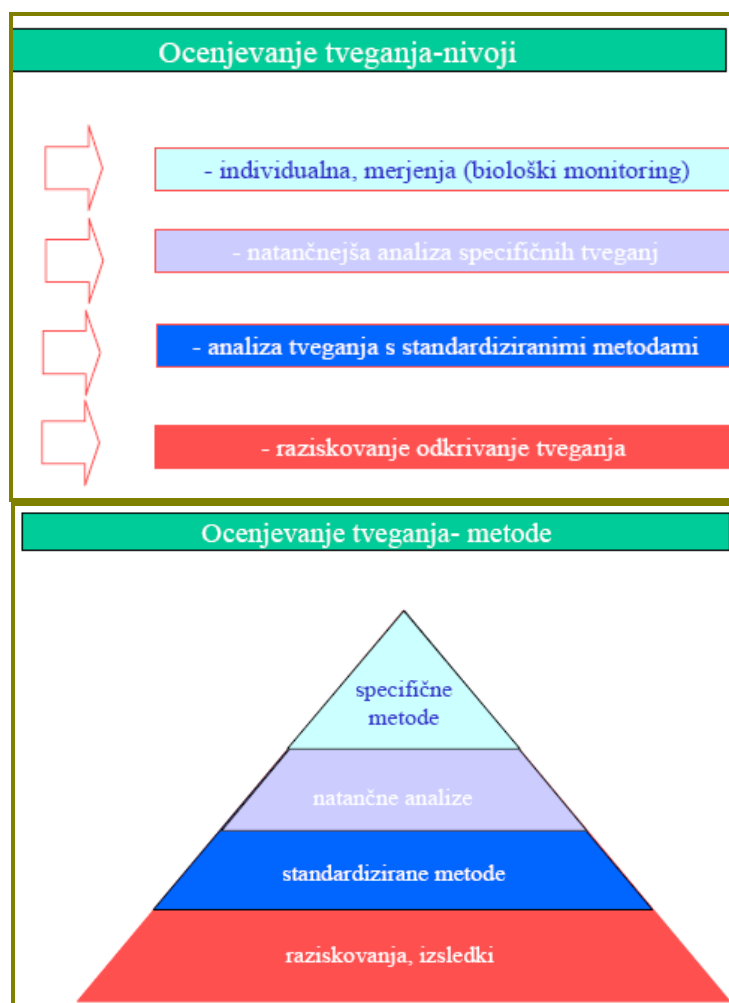 Ocenjevanje tveganja-nivoji
- individualna, merjenja (biološki monitoring)
- natančnejša analiza specifičnih tveganj
- analiza tveganja s standardiziranimi metodami
- raziskovanje odkrivanje tveganja
Ocenjevanje tveganja- metode
specifične
metode
natančne analize
standardizirane metode
raziskovanja, izsledki